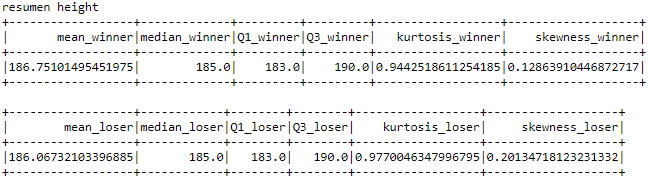 resumen height
+------------------+-------------+---------+---------+------------------+-------------------+
|       mean_winner|median_winner|Q1_winner|Q3_winner|   kurtosis_winner|    skewness_winner|
+------------------+-------------+---------+---------+------------------+-------------------+
|186.75101495451975|        185.0|    183.0|    190.0|0.9442518611254185|0.12863910446872717|
+------------------+-------------+---------+---------+------------------+-------------------+
+------------------+------------+--------+--------+------------------+-------------------+
|        mean_loser|median_loser|Q1_loser|Q3_loser|    kurtosis_loser|     skewness_loser|
+------------------+------------+--------+--------+------------------+-------------------+
|186.06732103396885|       185.0|   183.0|   190.0|0.9770046347996795|0.20134718123231332|
+------------------+------------+--------+--------+------------------+-------------------+